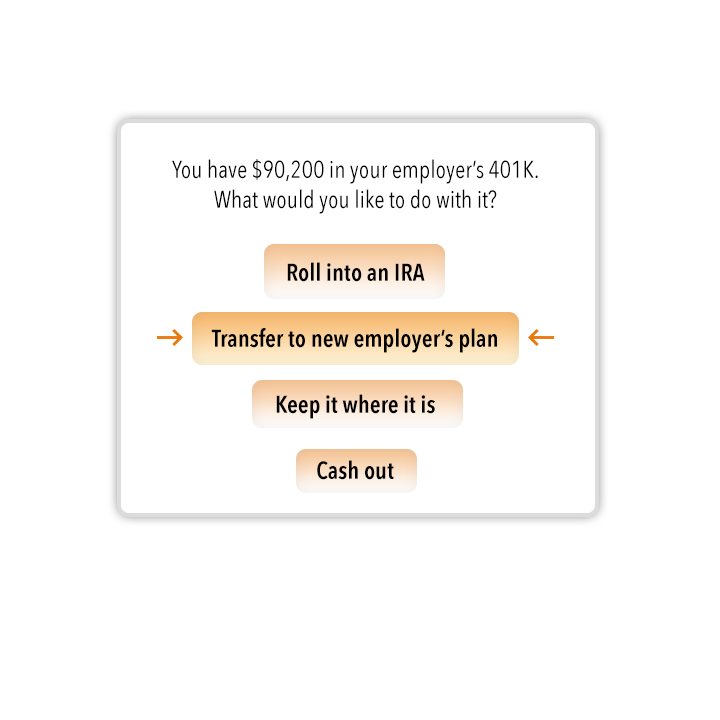 You have $90,200 in your employer’s 401K.
What would you like to do with it?
Roll into an IRA
Transfer to new employer’s plan
Keep it where it is
Cash out